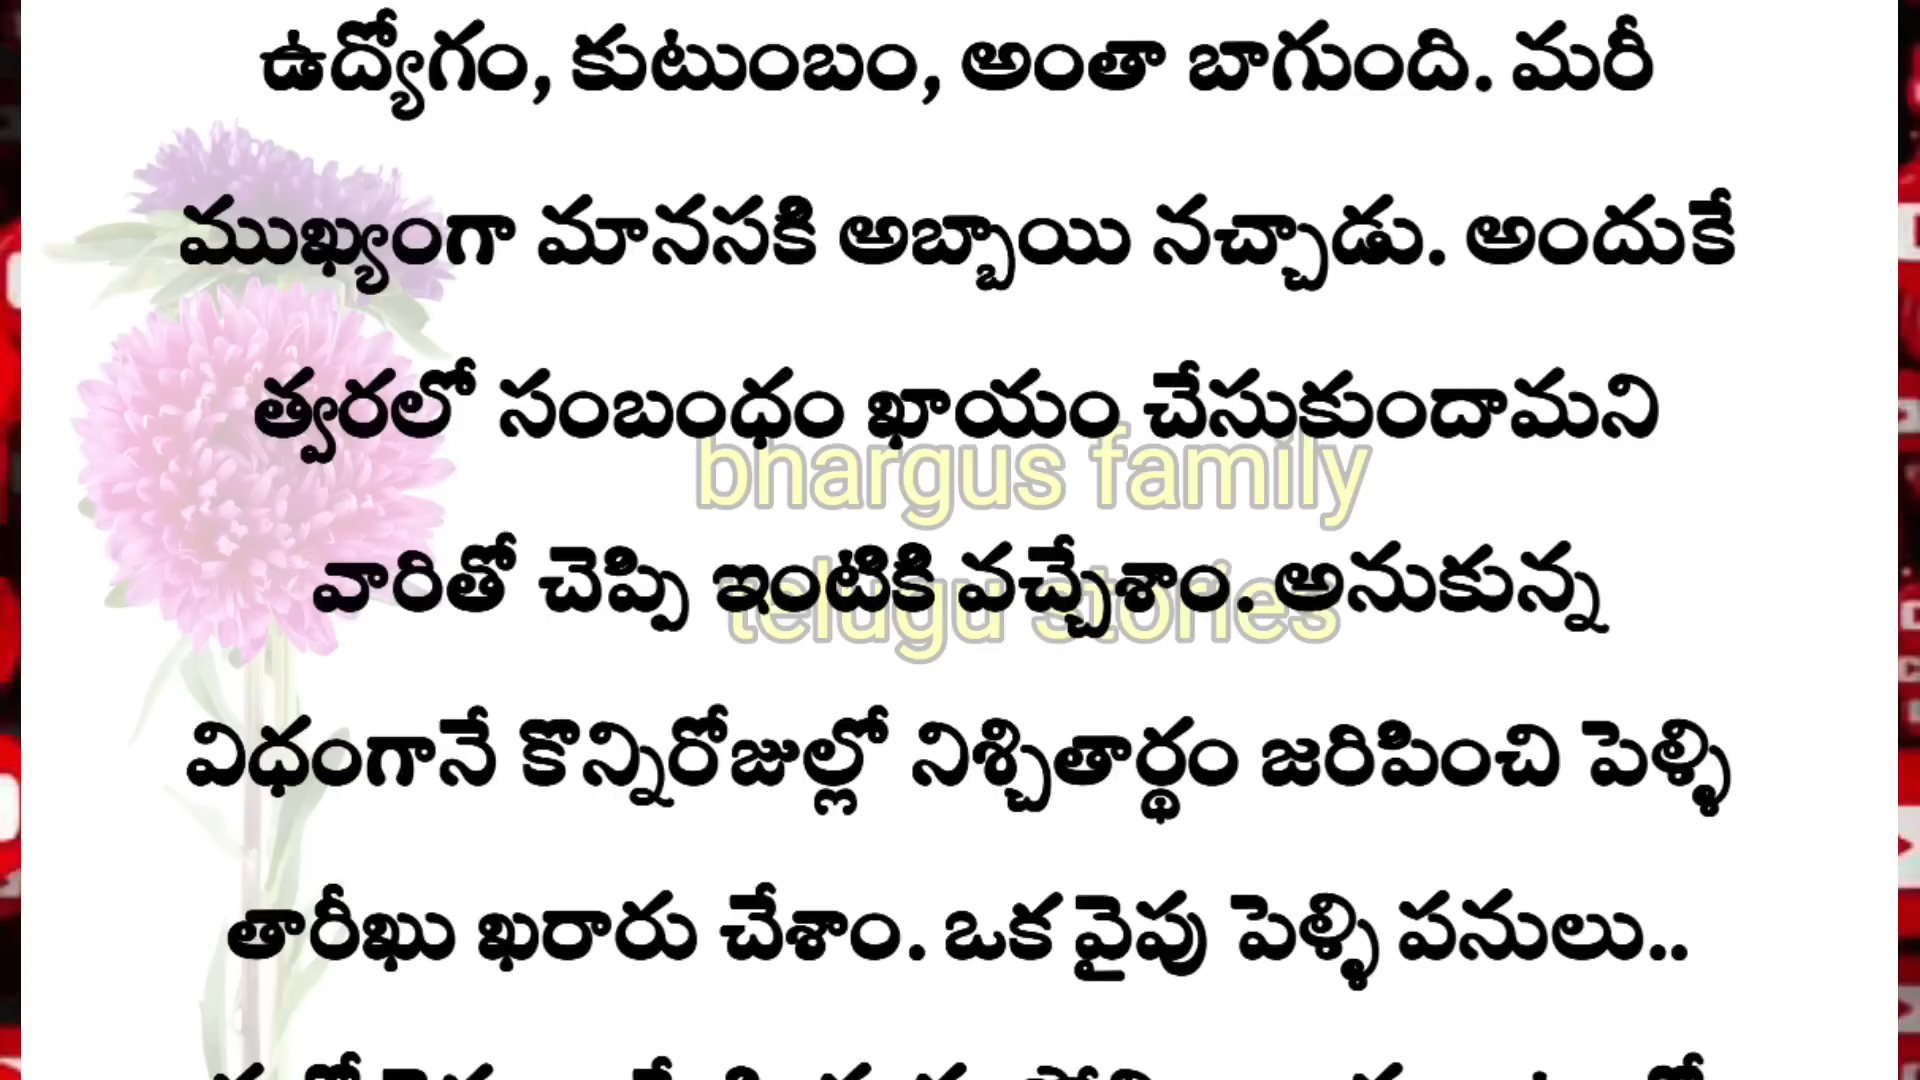 ఉద్యోగం, కుటుంబం, అంతా బాగుంది. మరీ
ముఖ్యంగా మానసకి అబ్బాయి నచ్చాడు. అందుకే
త్వరలో సంబంధం ఖాయం చేసుకుందామని
bhargus family
వారితో చెప్పి ఇంటికి వచ్చేశాం. అనుకున్న
telugu stories
విధంగానే కొన్నిరోజుల్లో నిశ్చితార్థం జరిపించి పెళ్ళి
తారీఖు ఖరారు చేశాం. ఒక వైపు పెళ్ళి పనులు..